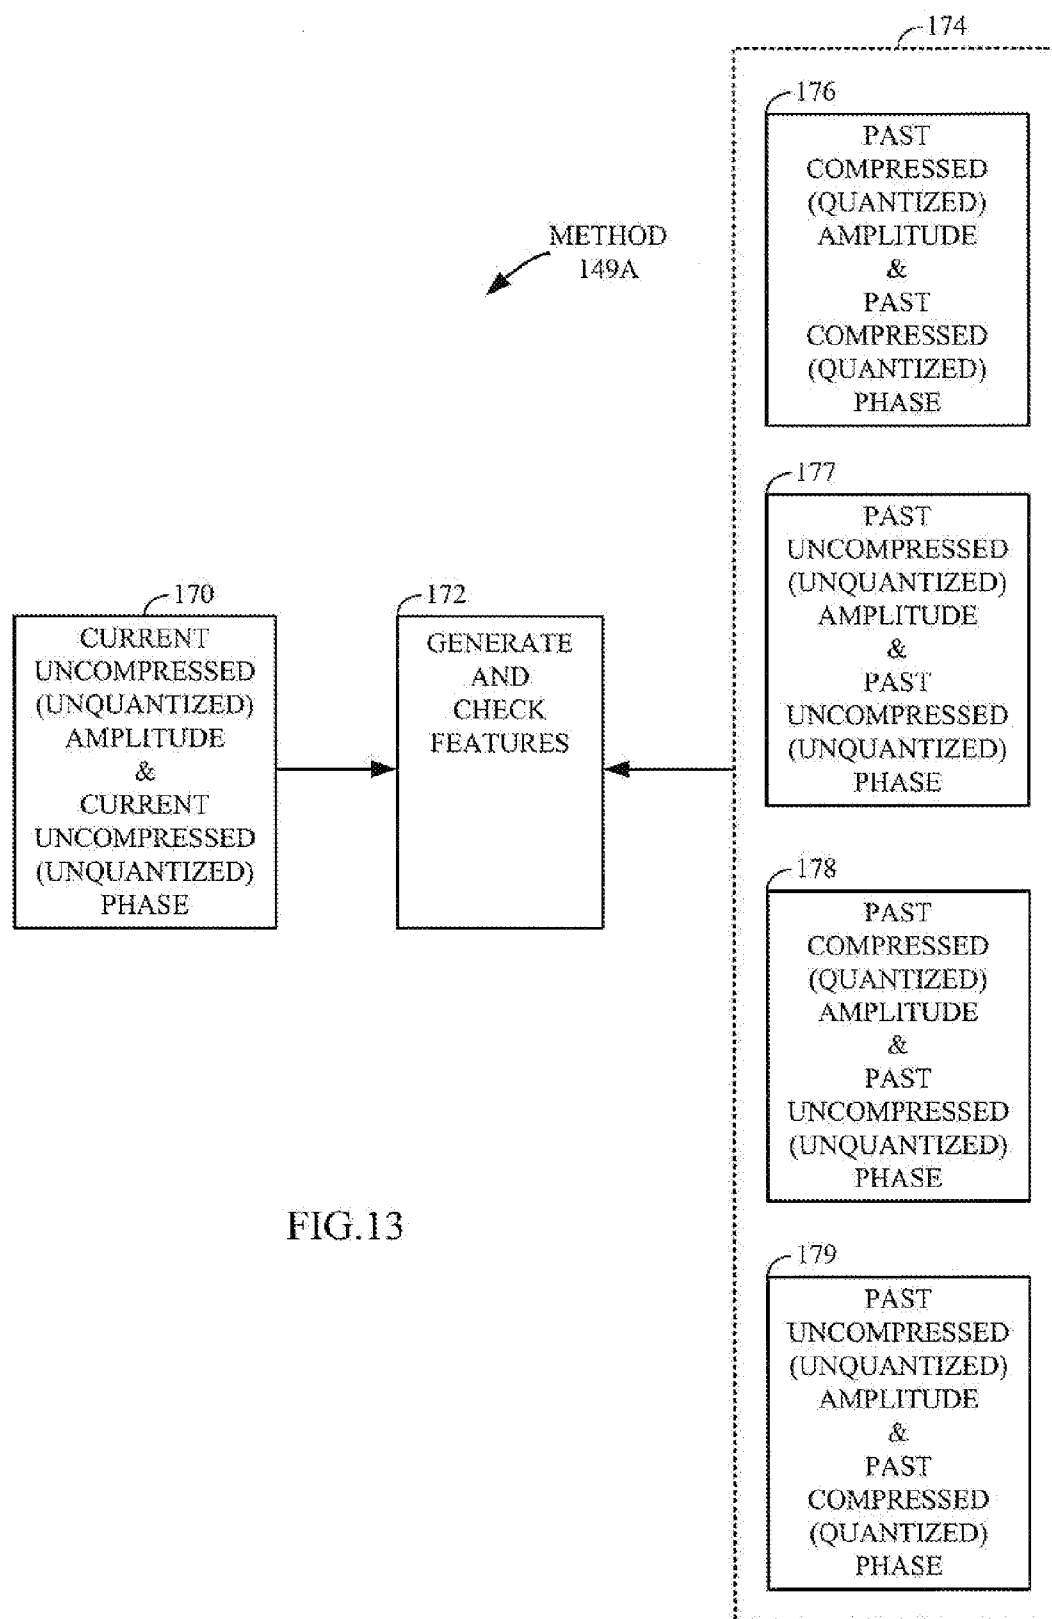 174
176
PAST
COMPRESSED
(QUANTIZED)
AMPLITUDE
&
PAST
COMPRESSED
(QUANTIZED)
PHASE
METHOD
149A
177
PAST
UNCOMPRESSED
(UNQUANTIZED)
AMPLITUDE
&
PAST
UNCOMPRESSED
(UNQUANTIZED)
PHASE
170
CURRENT
UNCOMPRESSED
(UNQUANTIZED)
AMPLITUDE
&
CURRENT
UNCOMPRESSED
(UNQUANTIZED)
PHASE
172
GENERATE
AND
CHECK
FEATURES
178
PAST
COMPRESSED
(QUANTIZED)
AMPLITUDE
&
PAST
UNCOMPRESSED
(UNQUANTIZED)
PHASE
FIG.13
179
PAST
UNCOMPRESSED
(UNQUANTIZED)
AMPLITUDE
&
PAST
COMPRESSED
(QUANTIZED)
PHASE